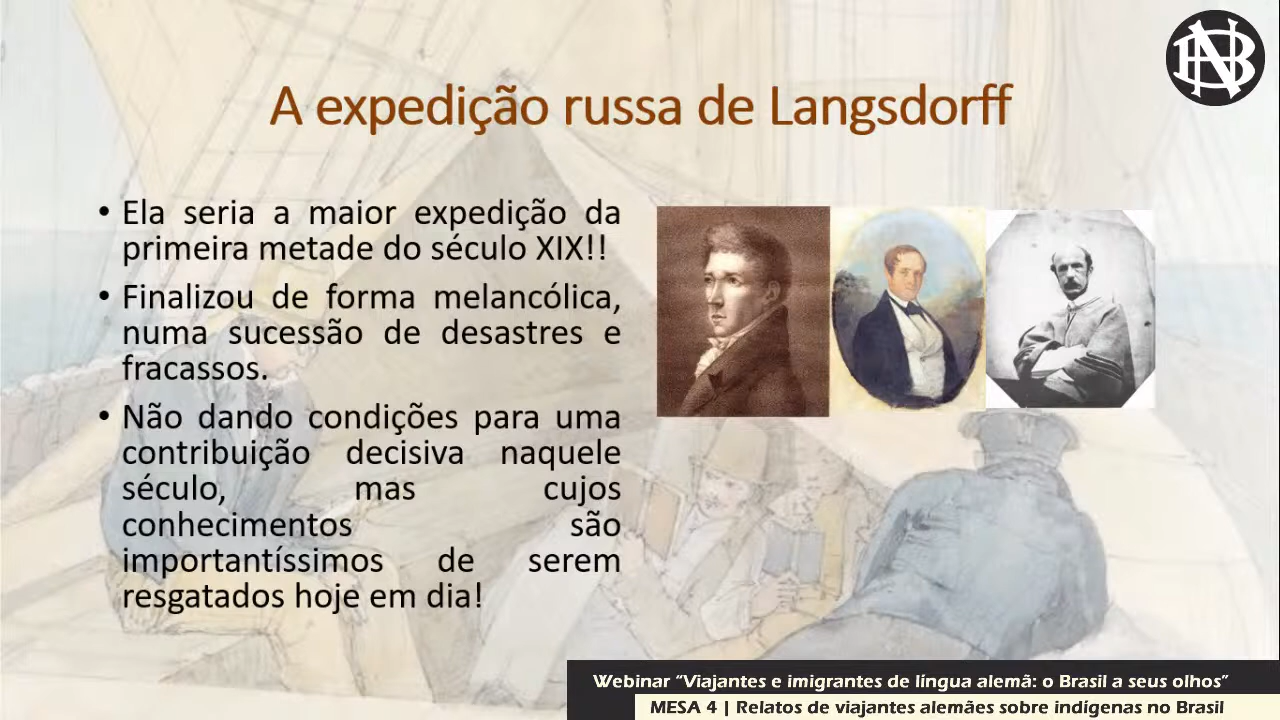 A expedição russa de Langsdorff
• Ela seria a maior expedição da
primeira metade do século XIX!!
• Finalizou de forma melancólica,
numa sucessão de desastres e
fracassos.
• Não dando condições para uma
contribuição decisiva naquele
século, mas cujos
conhecimentos são
importantíssimos de serem
resgatados hoje em dia!
Webinar “Viajantes e imigrantes de língua alemã: o Brasil a seus olhos”
MESA 4 | Relatos de viajantes alemães sobre indígenas no Brasil